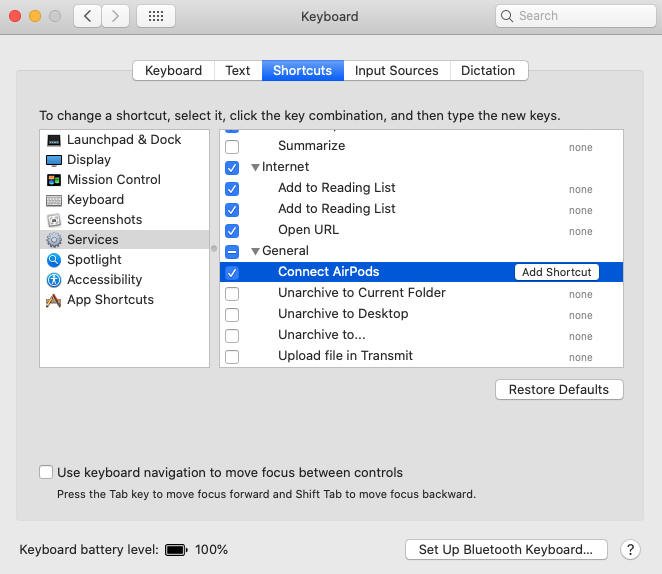 Keyboard
Search
Keyboard Text Shortcuts Input Sources Dictation
To change a shortcut, select it, click the key combination, and then type the new keys.
Launchpad & Dock
Display
Mission Control
Keyboard
Screenshots
Services
Spotlight
Accessibility
App Shortcuts
Summarize none
Internet
Add to Reading List none
Add to Reading List none
Open URL none
General
Connect AirPods Add Shortcut
Unarchive to Current Folder none
Unarchive to Desktop none
Unarchive to... none
Upload file in Transmit none
Restore Defaults
Use keyboard navigation to move focus between controls
Press the Tab key to move focus forward and Shift Tab to move focus backward.
Keyboard battery level: 100% Set Up Bluetooth Keyboard... ?